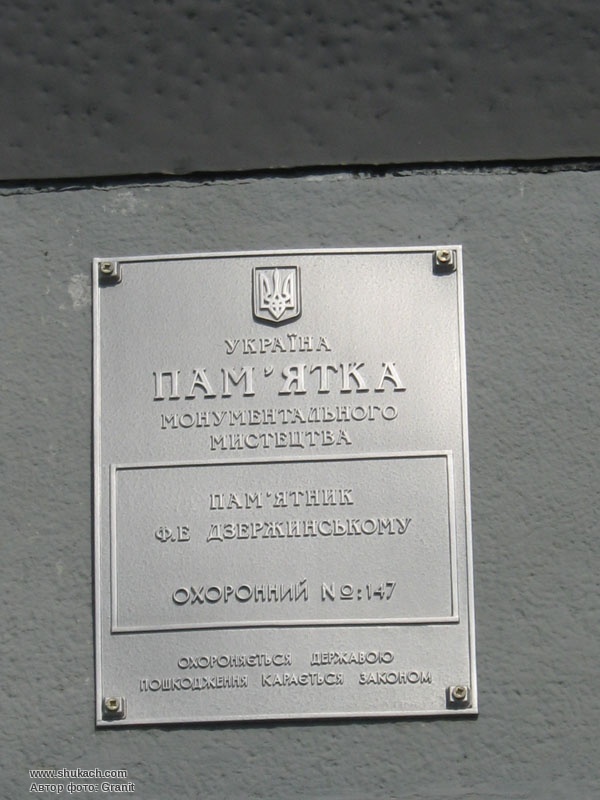 УКРАЇНА
ПАМ'ЯТКА
МОНУМЕНТАЛЬНОГО
МИСТЕЦТВА
ПАМ'ЯТНИК
Ф.Е ДЗЕРЖИНСЬКОМУ
ОХОРОННИЙ №:147
ОХОРОНЯЄТЬСЯ ДЕРЖАВОЮ
ПОШКОДЖЕННЯ КАРАЄТЬСЯ ЗАКОНОМ
www.shukach.com
Автор фото: Granit